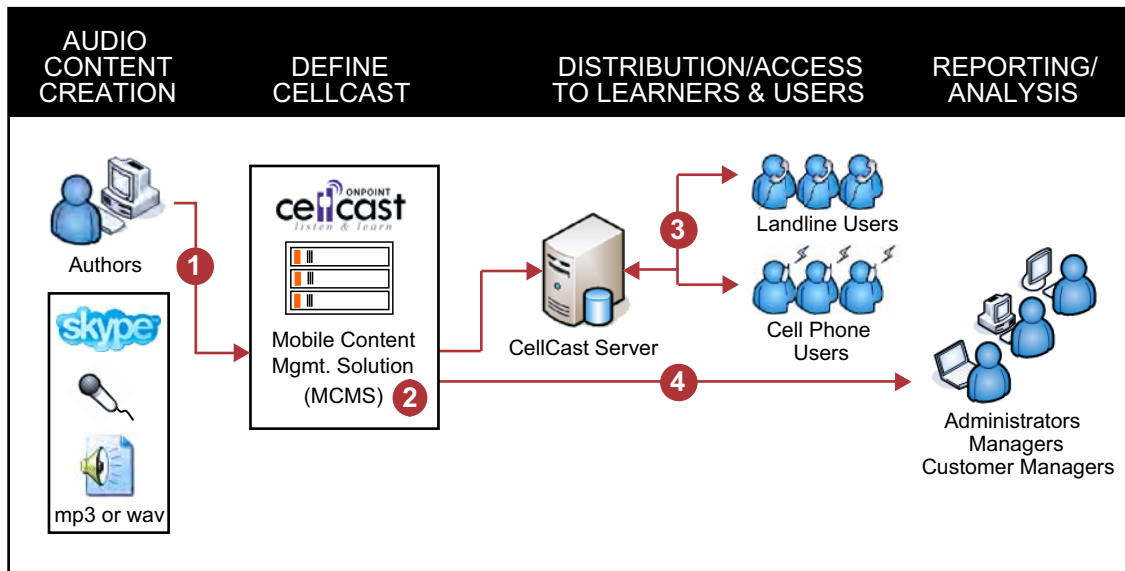 AUDIO
CONTENT
CREATION
DEFINE
CELLCAST
DISTRIBUTION/ACCESS
TO LEARNERS & USERS
REPORTING/
ANALYSIS
Authors
1
skype
mp3 or wav
ONPOINT
cellcast
listen & learn
Mobile Content
Mgmt. Solution
(MCMS)
2
CellCast Server
3
Landline Users
Cell Phone
Users
4
Administrators
Managers
Customer Managers